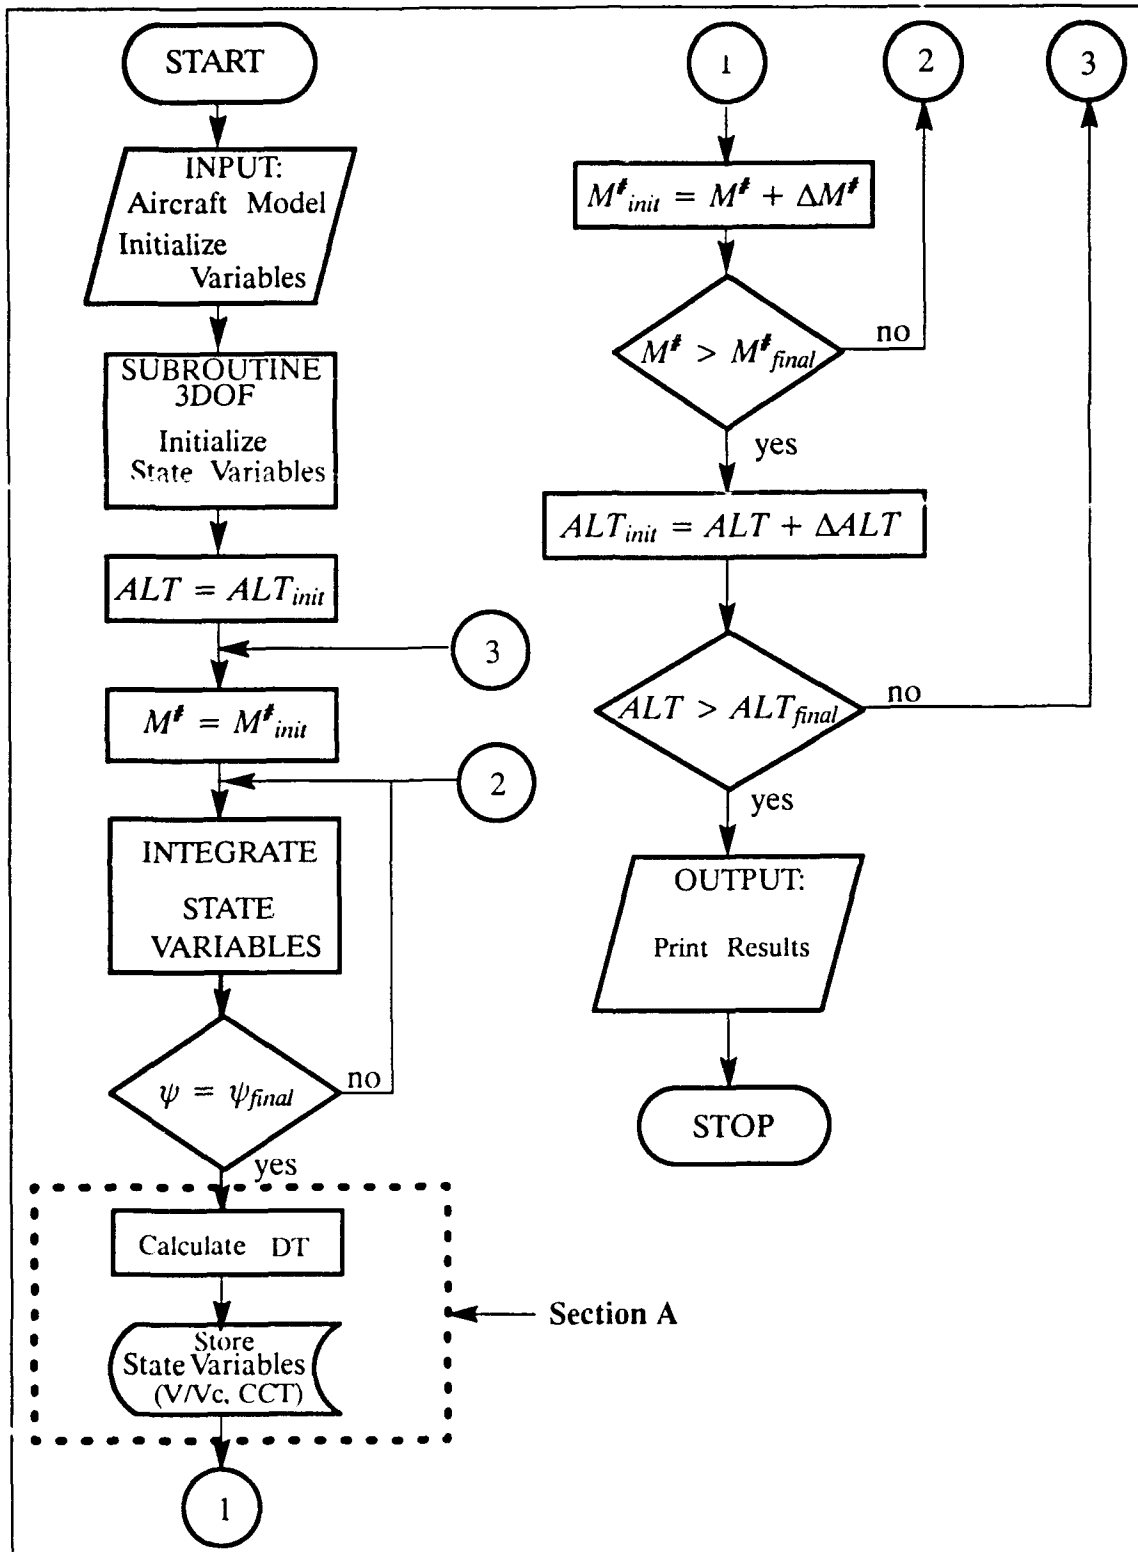 START
INPUT:
Aircraft Model
Initialize
Variables
SUBROUTINE
3DOF
Initialize
State Variables
ALT = ALT_init
3
M# = M#_init
2
INTEGRATE
STATE
VARIABLES
ψ = ψ_final
no
yes
Calculate DT
Store
State Variables
(V/Vc, CCT)
Section A
1
1
2
3
M#_init = M# + ΔM#
M# > M#_final
no
yes
ALT_init = ALT + ΔALT
ALT > ALT_final
no
yes
OUTPUT:
Print Results
STOP